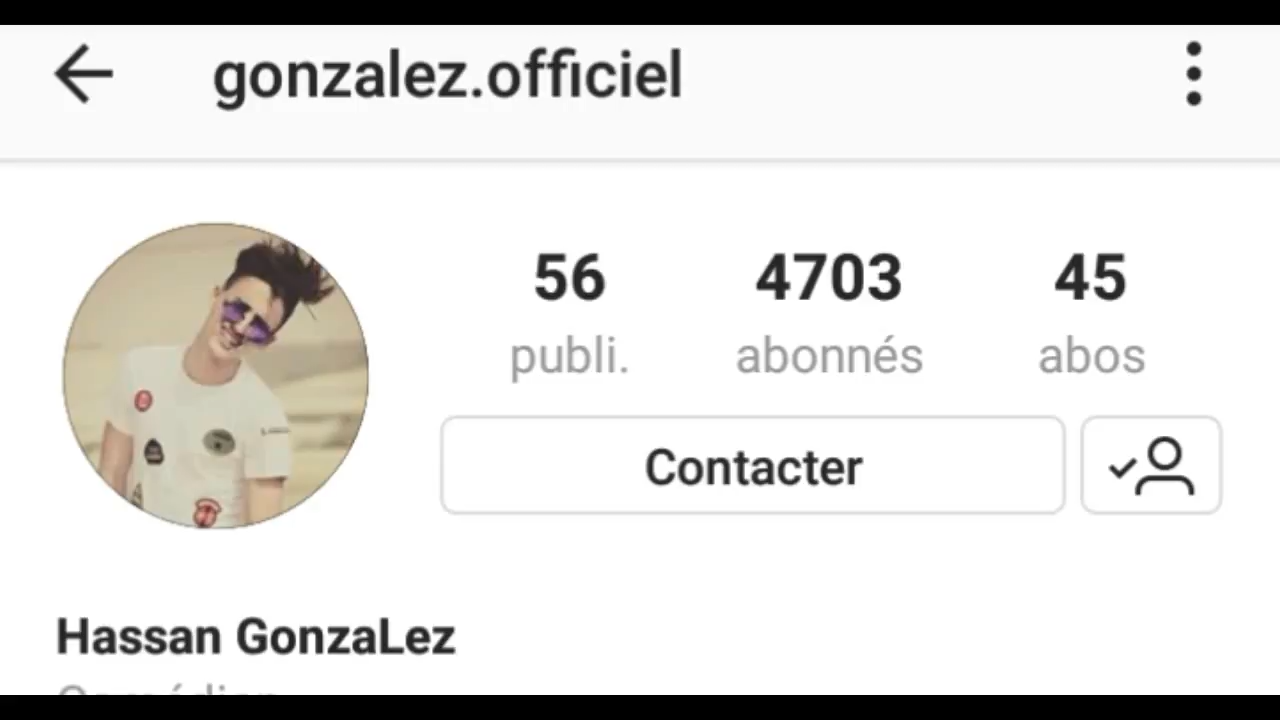 gonzalez.officiel
56 4703 45
publi. abonnés abos
Contacter
Hassan GonzaLez